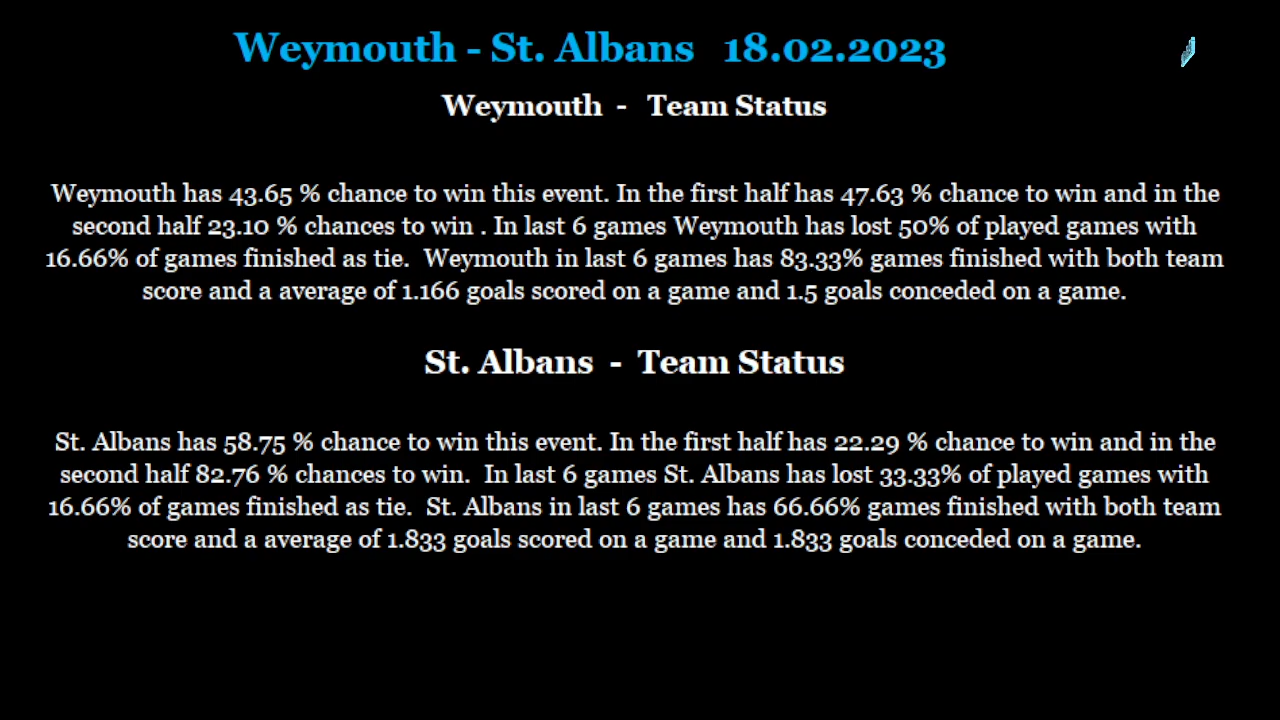 Weymouth - St. Albans 18.02.2023
Weymouth - Team Status
Weymouth has 43.65 % chance to win this event. In the first half has 47.63 % chance to win and in the
second half 23.10 % chances to win . In last 6 games Weymouth has lost 50% of played games with
16.66% of games finished as tie. Weymouth in last 6 games has 83.33% games finished with both team
score and a average of 1.166 goals scored on a game and 1.5 goals conceded on a game.
St. Albans - Team Status
St. Albans has 58.75 % chance to win this event. In the first half has 22.29 % chance to win and in the
second half 82.76 % chances to win. In last 6 games St. Albans has lost 33.33% of played games with
16.66% of games finished as tie. St. Albans in last 6 games has 66.66% games finished with both team
score and a average of 1.833 goals scored on a game and 1.833 goals conceded on a game.